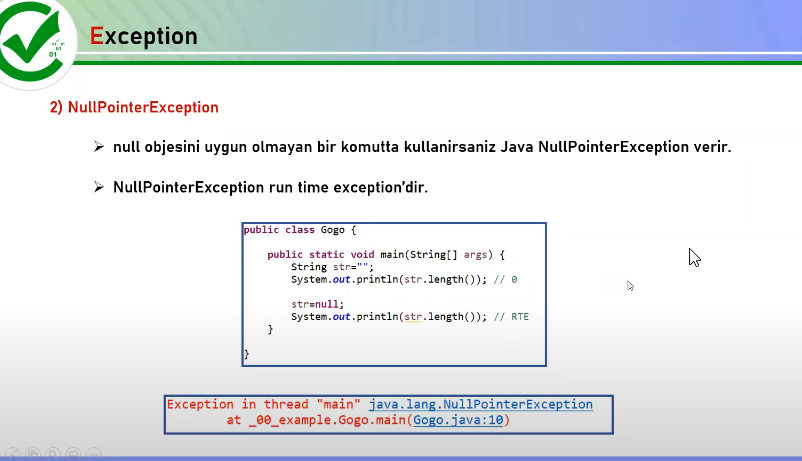 Exception
01
2) NullPointerException
➢ null objesini uygun olmayan bir komutta kullanirsaniz Java NullPointerException verir.
➢ NullPointerException run time exception'dir.
public class Gogo {
public static void main(String[] args) {
String str="";
System.out.println(str.length()); // 0
str=null;
System.out.println(str.length()); // RTE
}
}
Exception in thread "main" java.lang.NullPointerException
at _00_example.Gogo.main(Gogo.java:10)